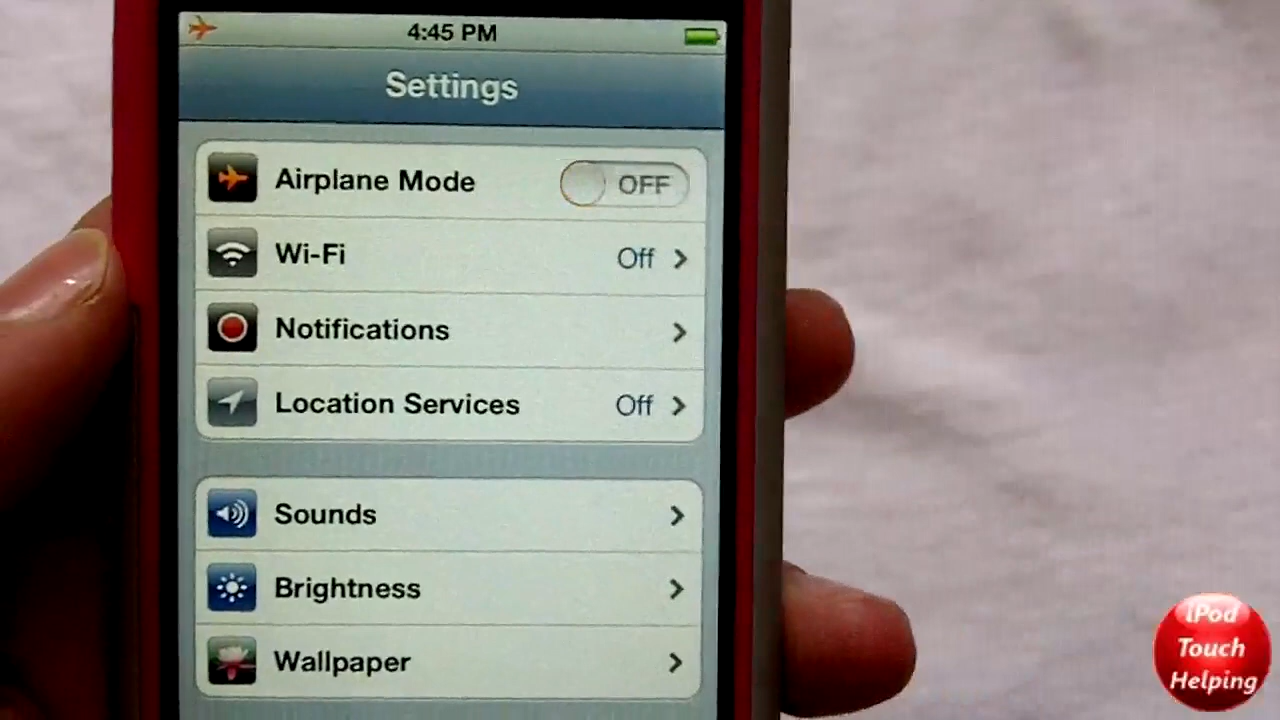 4:45 PM
Settings
Airplane Mode OFF
Wi-Fi Off
Notifications
Location Services Off
Sounds
Brightness
Wallpaper
iPod
Touch
Helping